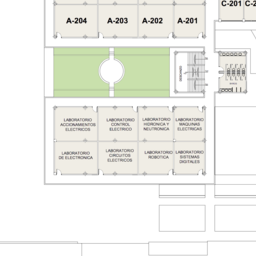 C-201 C-2
A-204 A-203 A-202 A-201
LABORATORIO
ACCIONAMIENTOS
ELECTRICOS
LABORATORIO
CONTROL
ELECTRICO
LABORATORIO
HIDRONICA Y
NEUTRONICA
LABORATORIO
MAQUINAS
ELECTRICAS
LABORATORIO
DE ELECTRONICA
LABORATORIO
CIRCUITOS
ELECTRICOS
LABORATORIO
ROBÓTICA
LABORATORIO
SISTEMAS
DIGITALES